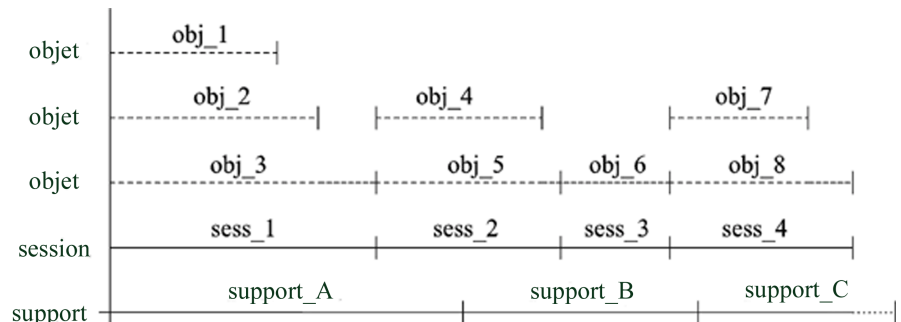 objet obj_1
objet obj_2 obj_4 obj_7
objet obj_3 obj_5 obj_6 obj_8
session sess_1 sess_2 sess_3 sess_4
support support_A support_B support_C